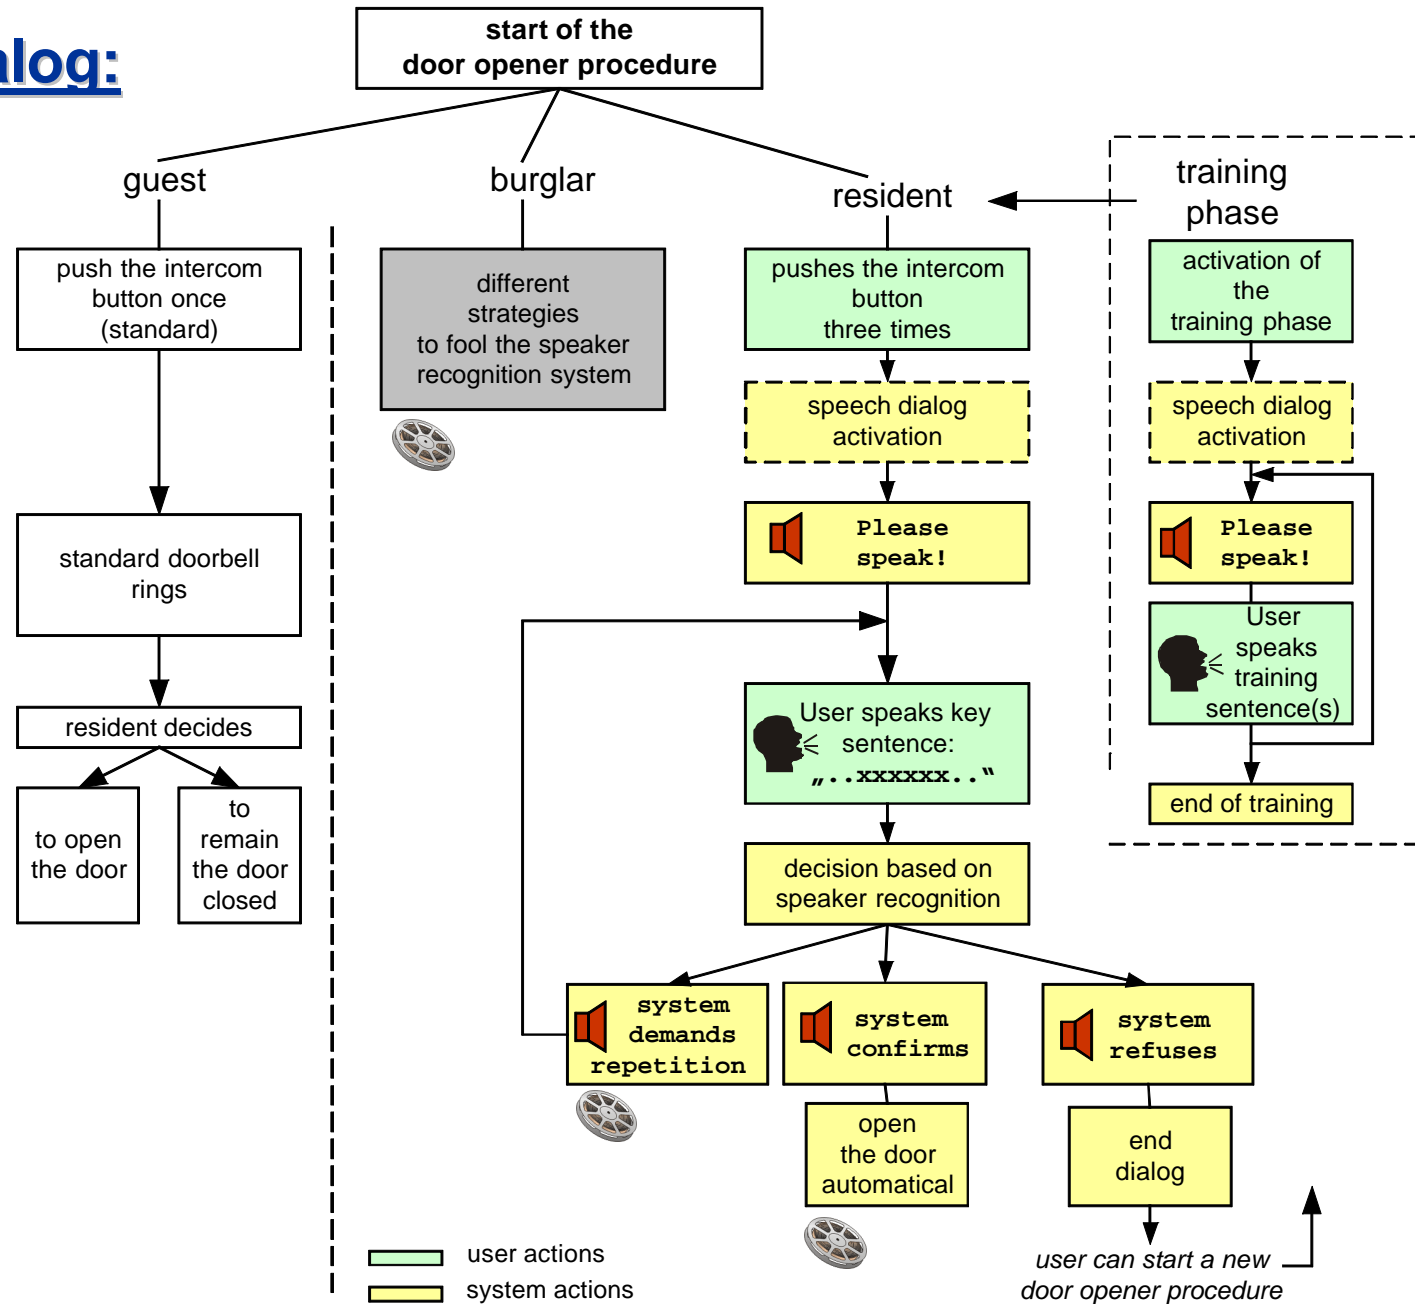 alog:
start of the
door opener procedure
guest
burglar
resident
training
phase
push the intercom
button once
(standard)
different
strategies
to fool the speaker
recognition system
pushes the intercom
button
three times
activation of
the
training phase
speech dialog
activation
speech dialog
activation
standard doorbell
rings
Please
speak!
Please
speak!
User
speaks
training
sentence(s)
resident decides
User speaks key
sentence:
„..xxxxxx..“
to open
the door
to
remain
the door
closed
end of training
decision based on
speaker recognition
system
demands
repetition
system
confirms
system
refuses
open
the door
automatical
end
dialog
user actions
system actions
user can start a new
door opener procedure